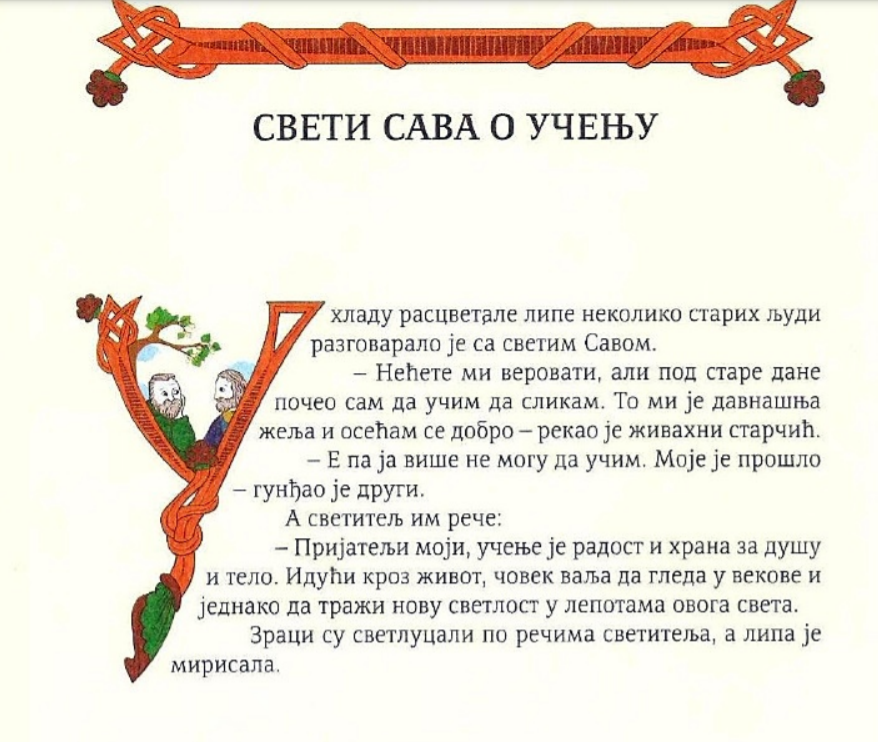 СВЕТИ САВА О УЧЕЊУ
У хладу расцветале липе неколико старих људи
разговарало је са светим Савом.
– Нећете ми веровати, али под старе дане
почео сам да учим да сликам. То ми је давнашња
жеља и осећам се добро – рекао је живахни старчић.
– Е па ја више не могу да учим. Моје је прошло
– гунђао је други.
А светитељ им рече:
– Пријатељи моји, учење је радост и храна за душу
и тело. Идући кроз живот, човек ваља да гледа у векове и
једнако да тражи нову светлост у лепотама овога света.
Зраци су светлуцали по речима светитеља, а липа је
мирисала.